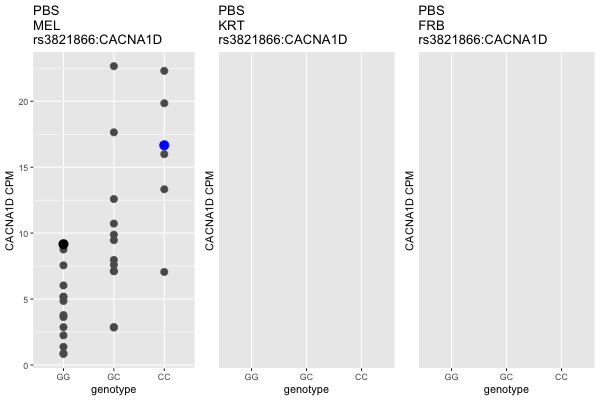 PBS
MEL
rs3821866:CACNA1D
PBS
KRT
rs3821866:CACNA1D
PBS
FRB
rs3821866:CACNA1D
CACNA1D CPM
20
15
10
5
0
GG GC CC
genotype
CACNA1D CPM
GG GC CC
genotype
CACNA1D CPM
GG GC CC
genotype